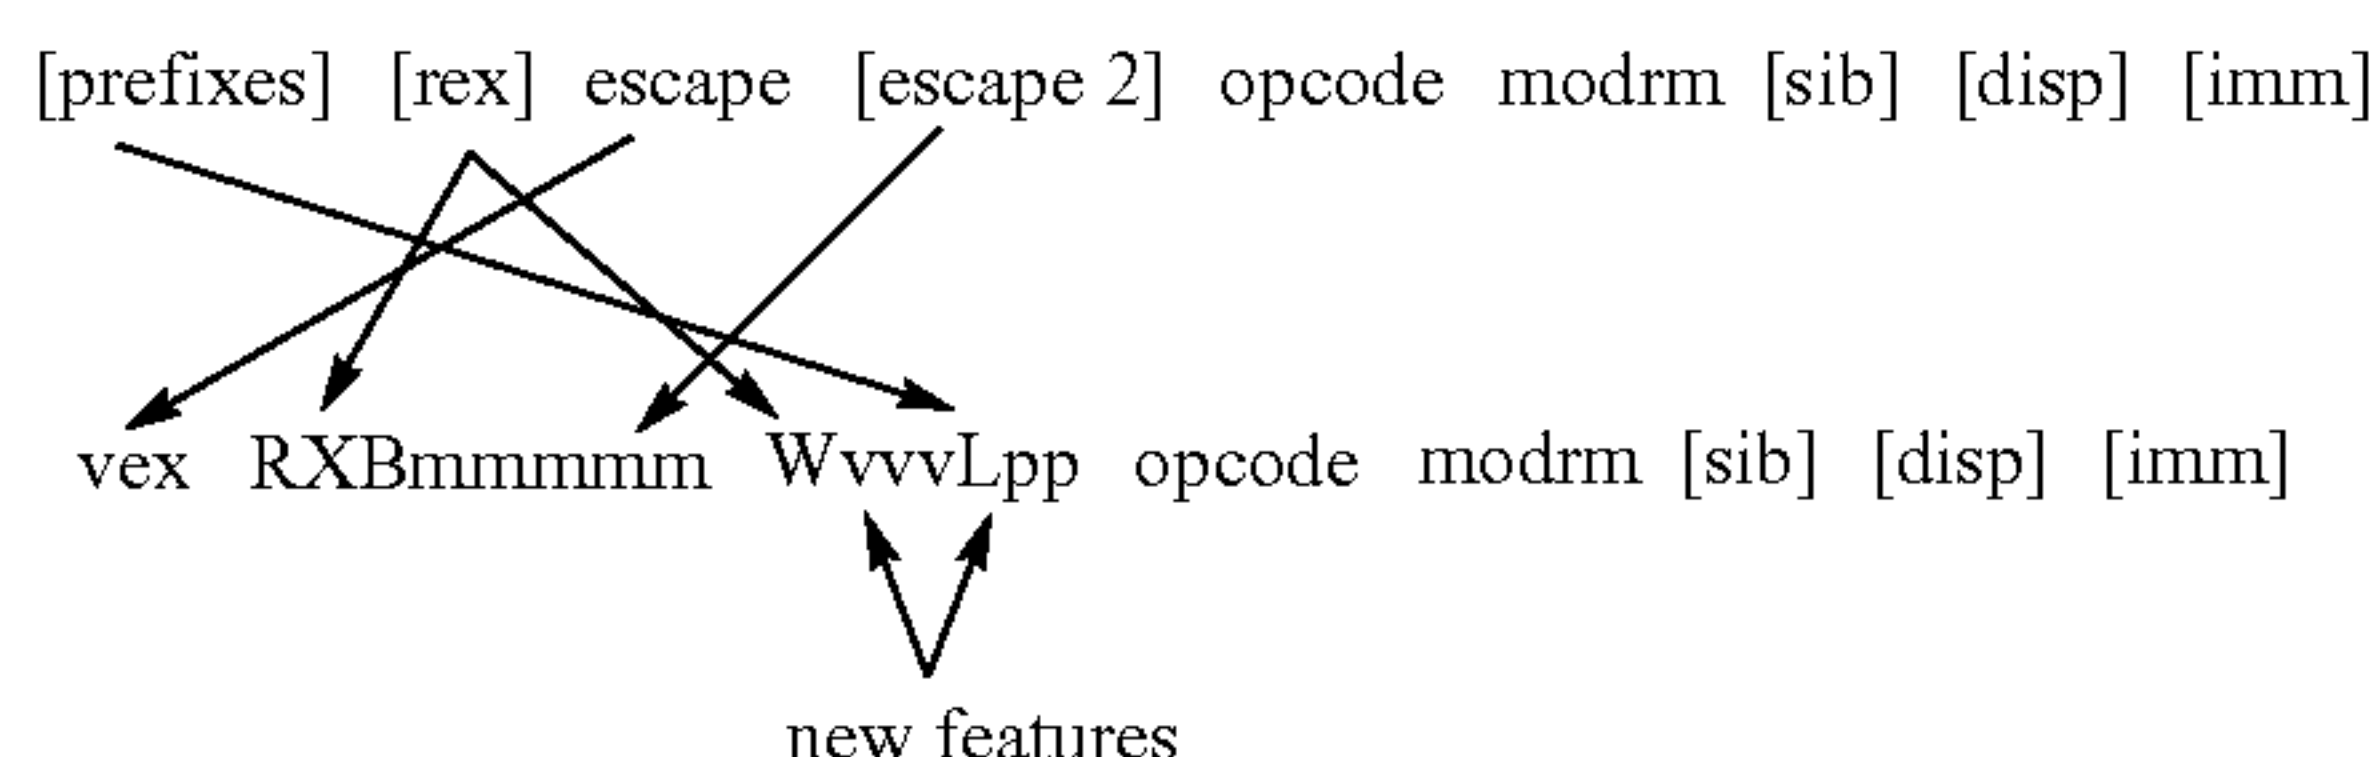 [prefixes] [rex] escape [escape 2] opcode modrm [sib] [disp] [imm]
vex RXBmmmmm WvvvLpp opcode modrm [sib] [disp] [imm]
new features